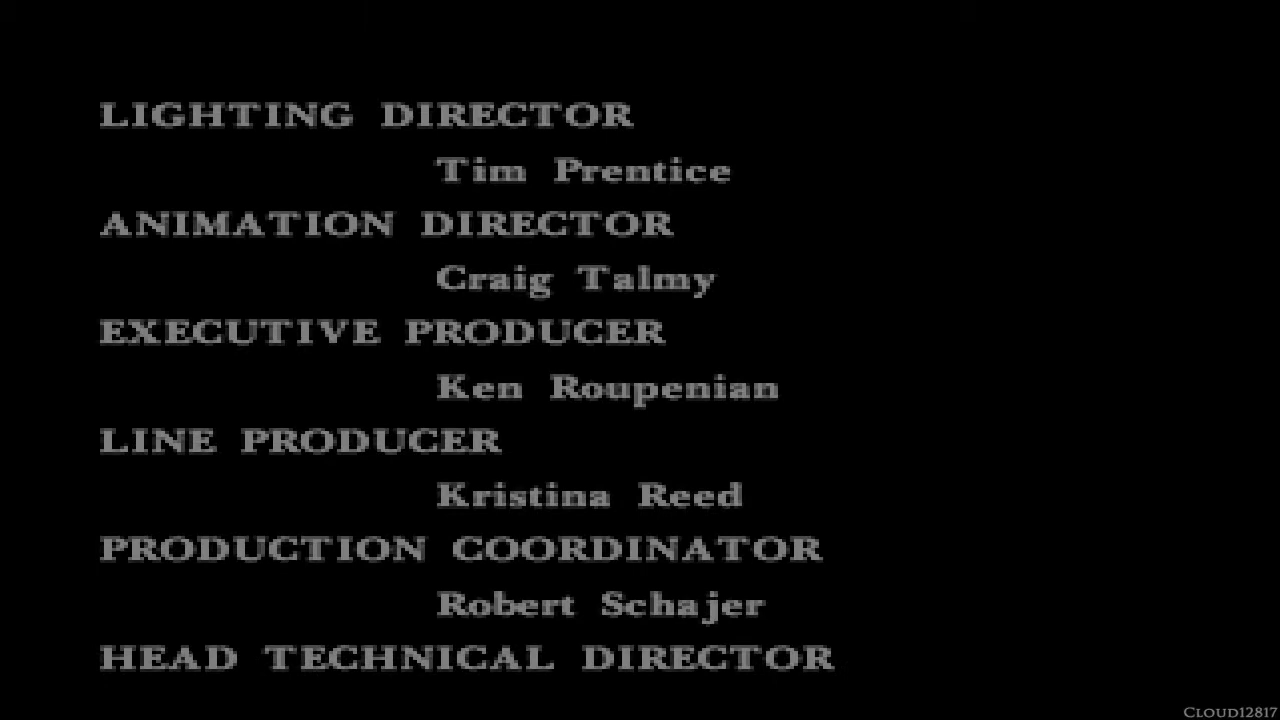 LIGHTING DIRECTOR
Tim Prentice
ANIMATION DIRECTOR
Craig Talmy
EXECUTIVE PRODUCER
Ken Roupenian
LINE PRODUCER
Kristina Reed
PRODUCTION COORDINATOR
Robert Schajer
HEAD TECHNICAL DIRECTOR
CLOUD12817